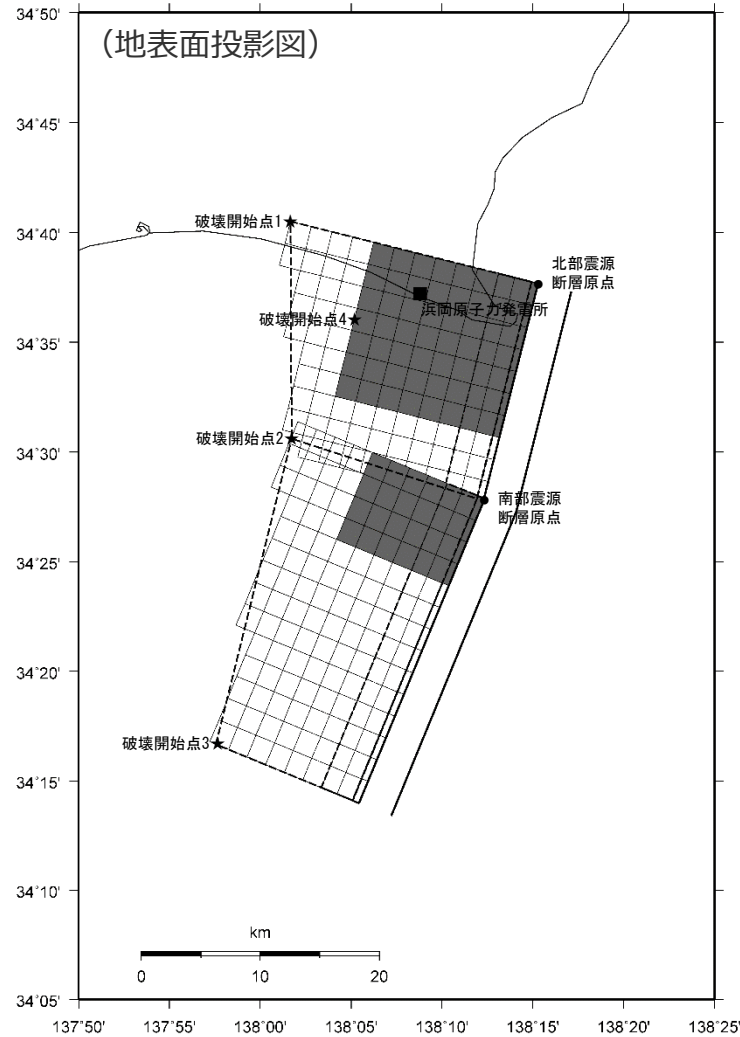 (地表面投影図)
34˚50'
34˚45'
34˚40'
34˚35'
34˚30'
34˚25'
34˚20'
34˚15'
34˚10'
34˚05'
破壊開始点1
北部震源
断層原点
浜岡原子力発電所
破壊開始点4
破壊開始点2
南部震源
断層原点
破壊開始点3
km
0 10 20
137˚50' 137˚55' 138˚00' 138˚05' 138˚10' 138˚15' 138˚20' 138˚25'